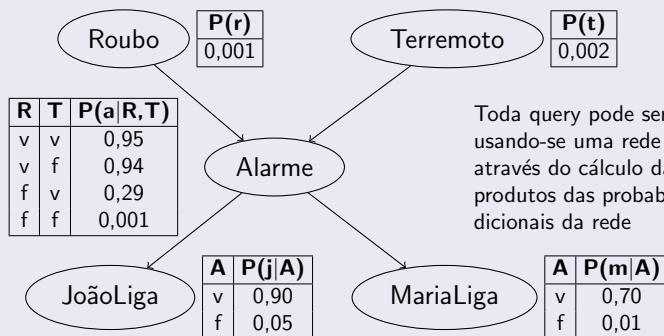 Roubo
P(r)
0,001
Terremoto
P(t)
0,002
R T P(a|R,T)
v v 0,95
v f 0,94
f v 0,29
f f 0,001
Alarme
Toda query pode ser
usando-se uma rede
através do cálculo da
produtos das probab
dicionais da rede
JoãoLiga
A P(j|A)
v 0,90
f 0,05
MariaLiga
A P(m|A)
v 0,70
f 0,01